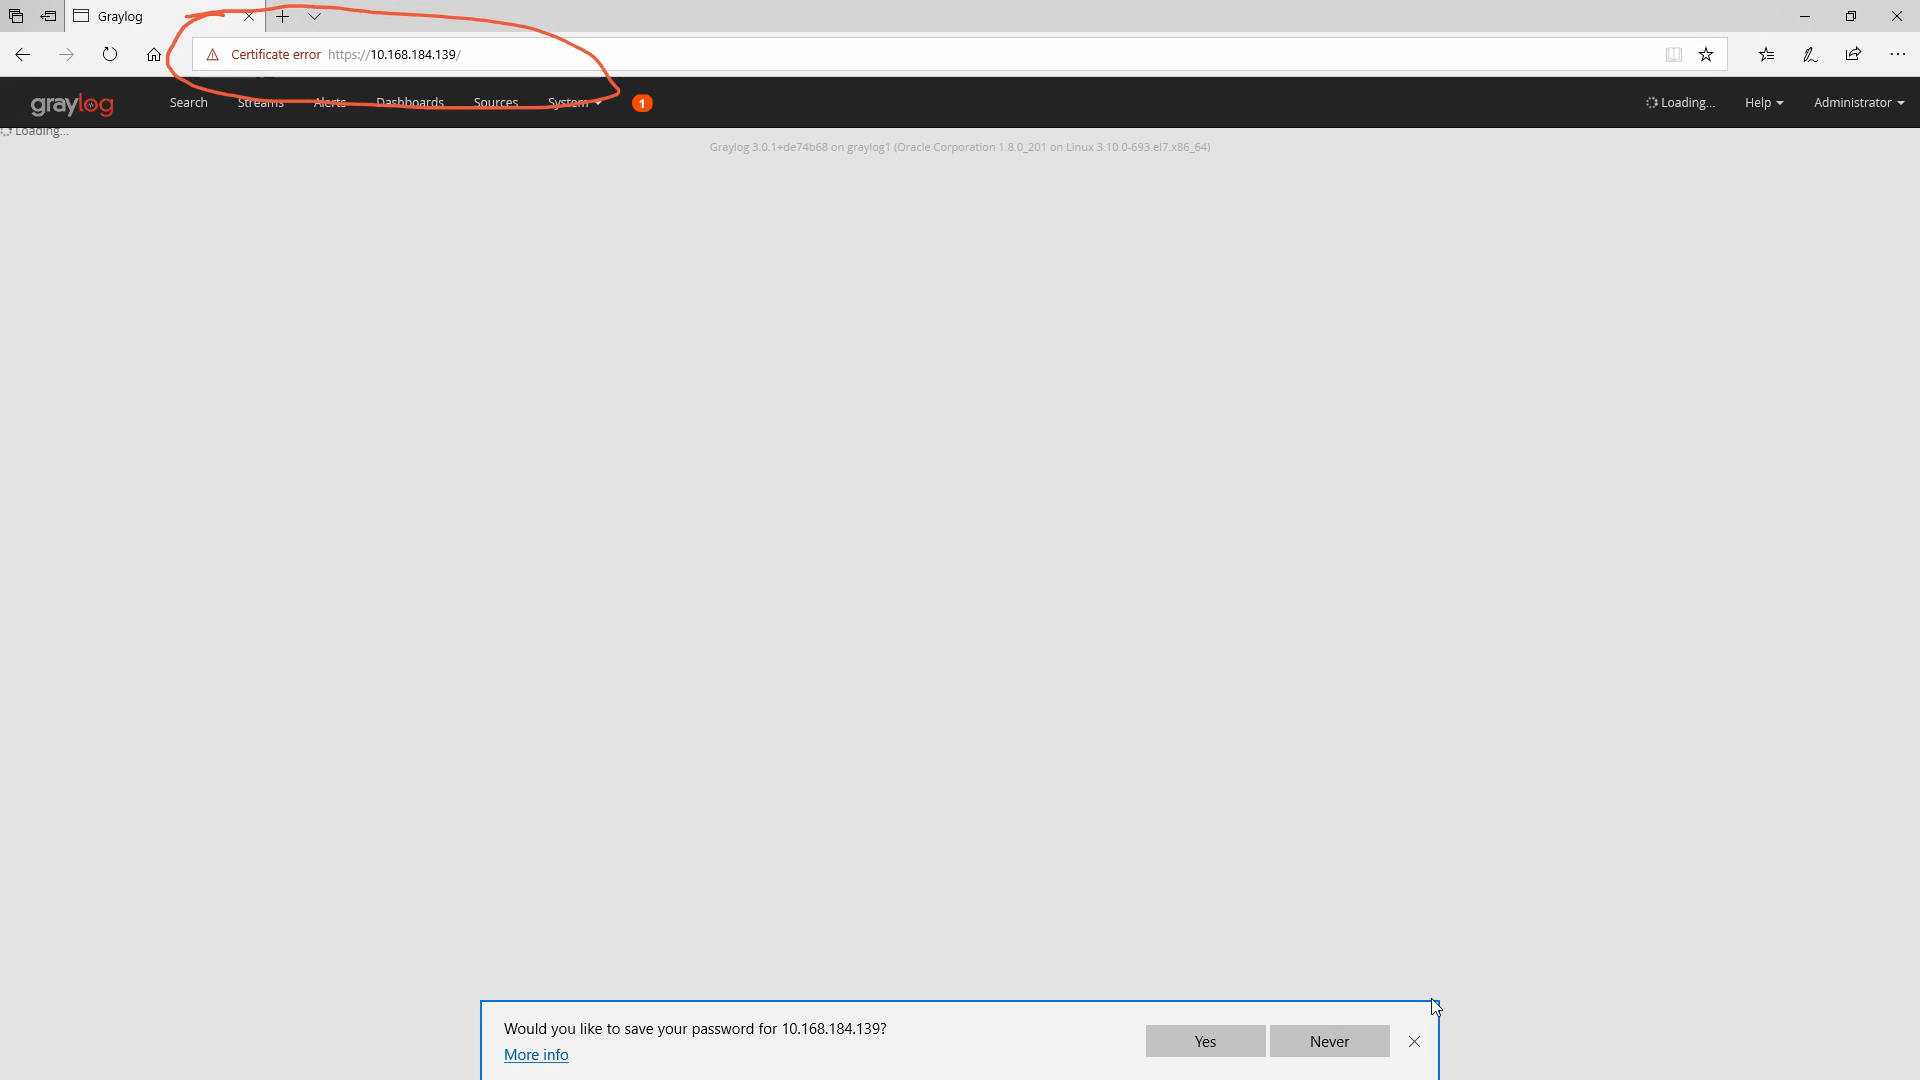 Graylog
Certificate error https://10.168.184.139/
graylog Search Streams Alerts Dashboards Sources System 1 Loading... Help Administrator
Loading...
Graylog 3.0.1+de74b68 on graylog1 (Oracle Corporation 1.8.0_201 on Linux 3.10.0-693.el7.x86_64)
Would you like to save your password for 10.168.184.139?
More info
Yes Never